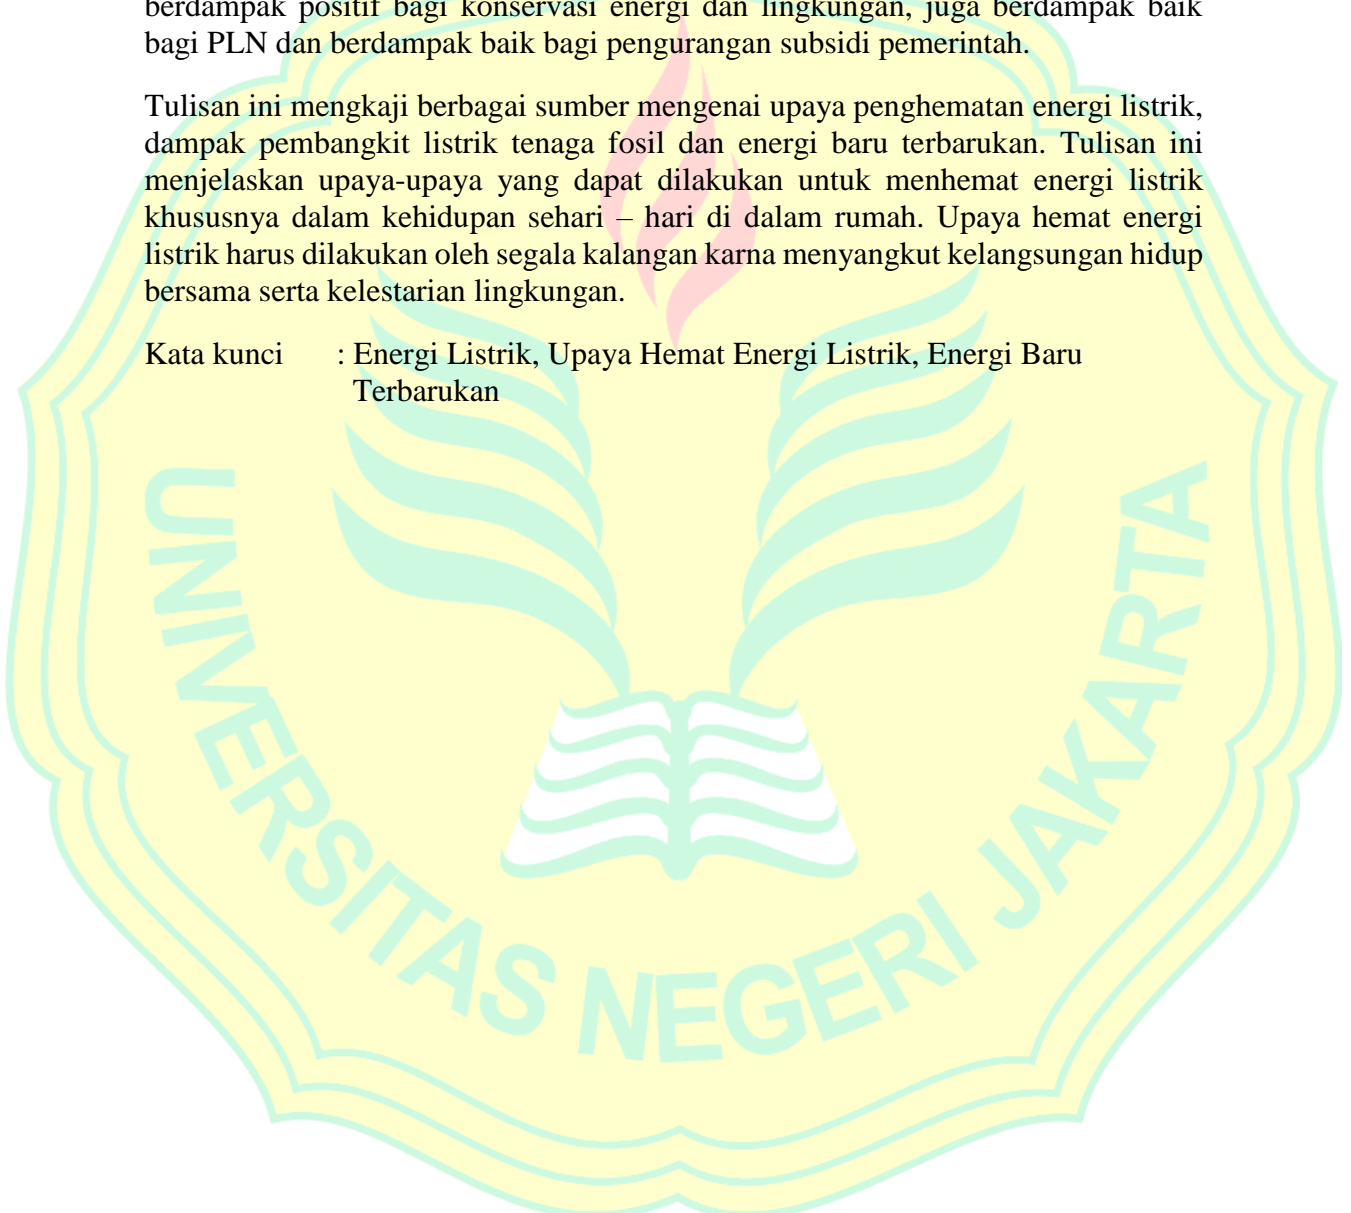 berdampak positif bagi konservasi energi dan lingkungan, juga berdampak baik
bagi PLN dan berdampak baik bagi pengurangan subsidi pemerintah.
Tulisan ini mengkaji berbagai sumber mengenai upaya penghematan energi listrik,
dampak pembangkit listrik tenaga fosil dan energi baru terbarukan. Tulisan ini
menjelaskan upaya-upaya yang dapat dilakukan untuk menhemat energi listrik
khususnya dalam kehidupan sehari – hari di dalam rumah. Upaya hemat energi
listrik harus dilakukan oleh segala kalangan karna menyangkut kelangsungan hidup
bersama serta kelestarian lingkungan.
Kata kunci : Energi Listrik, Upaya Hemat Energi Listrik, Energi Baru
Terbarukan
UNIVERSITAS NEGERI JAKARTA